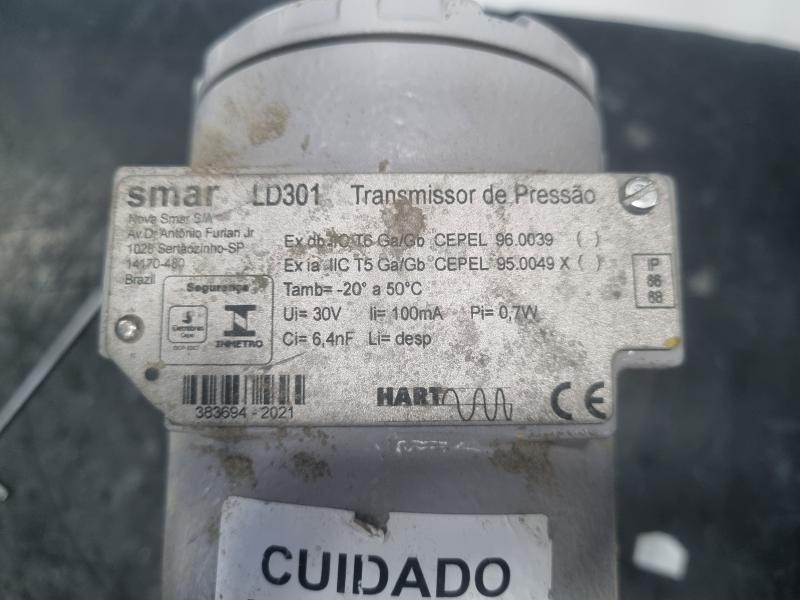 smar LD301 Transmissor de Pressão
Nova Smar S/A
Av.Dr. Antônio Furlan Jr
1028 Sertãozinho-SP
14170-480
Brazil
Ex db IIC T6 Ga/Gb CEPEL 96.0039 ( )
Ex ia IIC T5 Ga/Gb CEPEL 95.0049 X ( )
Tamb= -20° a 50°C
Ui= 30V Ii= 100mA Pi= 0,7W
Ci= 6,4nF Li= desp
IP
66
68
Segurança
INMETRO
383694 - 2021
HART
CE
CUIDADO